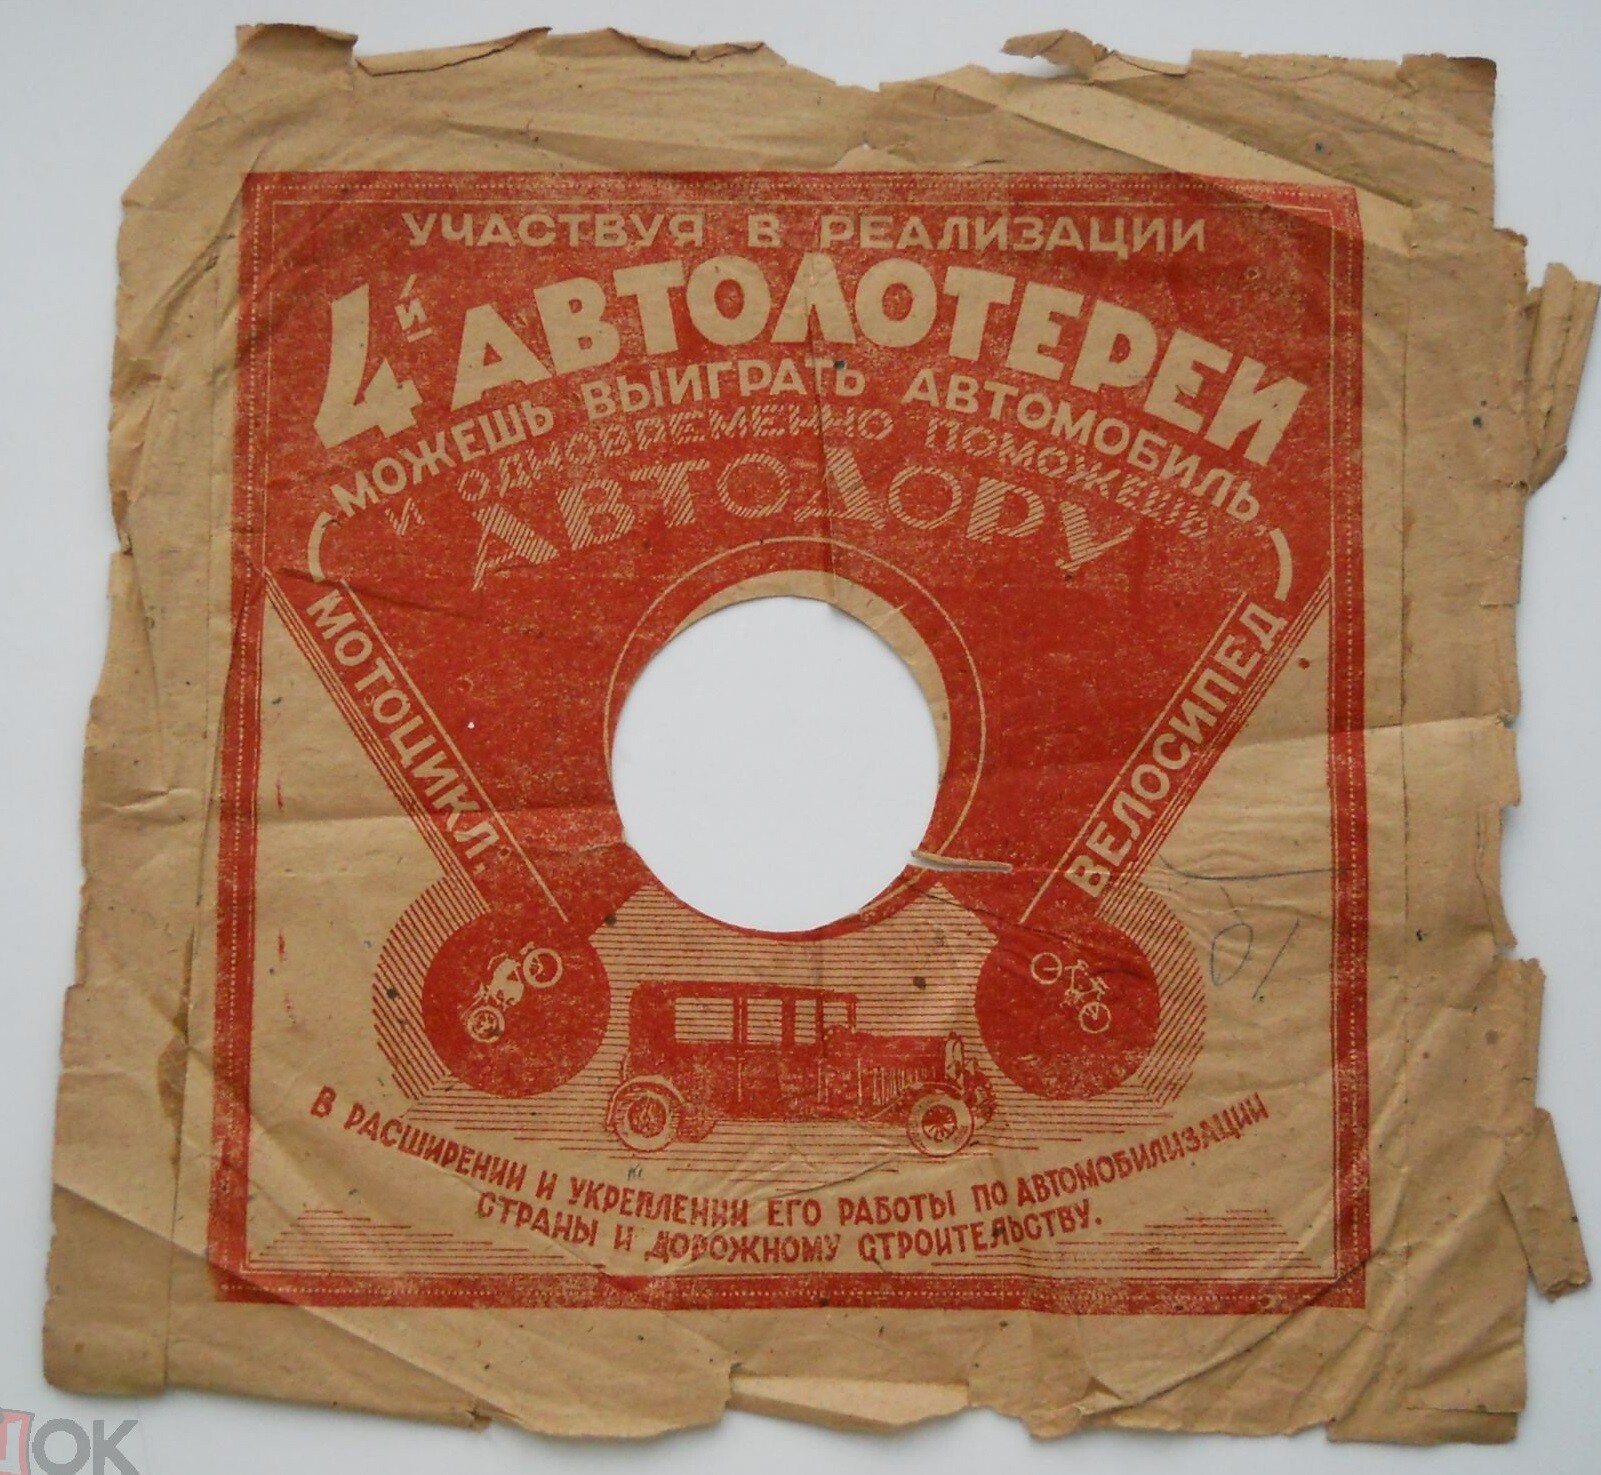 УЧАСТВУЯ В РЕАЛИЗАЦИИ
4й АВТОЛОТЕРЕИ
МОЖЕШЬ ВЫИГРАТЬ АВТОМОБИЛЬ,
И ОДНОВРЕМЕННО ПОМОЖЕШЬ
АВТОДОРУ
МОТОЦИКЛ,
ВЕЛОСИПЕД
В РАСШИРЕНИИ И УКРЕПЛЕНИИ ЕГО РАБОТЫ ПО АВТОМОБИЛИЗАЦИИ
СТРАНЫ И ДОРОЖНОМУ СТРОИТЕЛЬСТВУ.